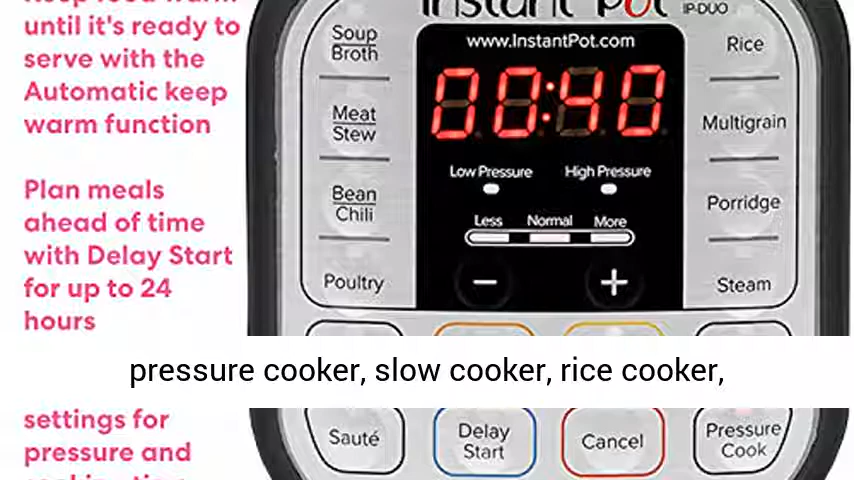 until it's ready to
serve with the
Automatic keep
warm function
Plan meals
ahead of time
with Delay Start
for up to 24
hours
settings for
pressure and
Instant Pot
IP-DUO
www.InstantPot.com
00:40
Low Pressure High Pressure
Less Normal More
− +
Soup
Broth
Meat
Stew
Bean
Chili
Poultry
Rice
Multigrain
Porridge
Steam
pressure cooker, slow cooker, rice cooker,
Sauté
Delay
Start
Cancel
Pressure
Cook